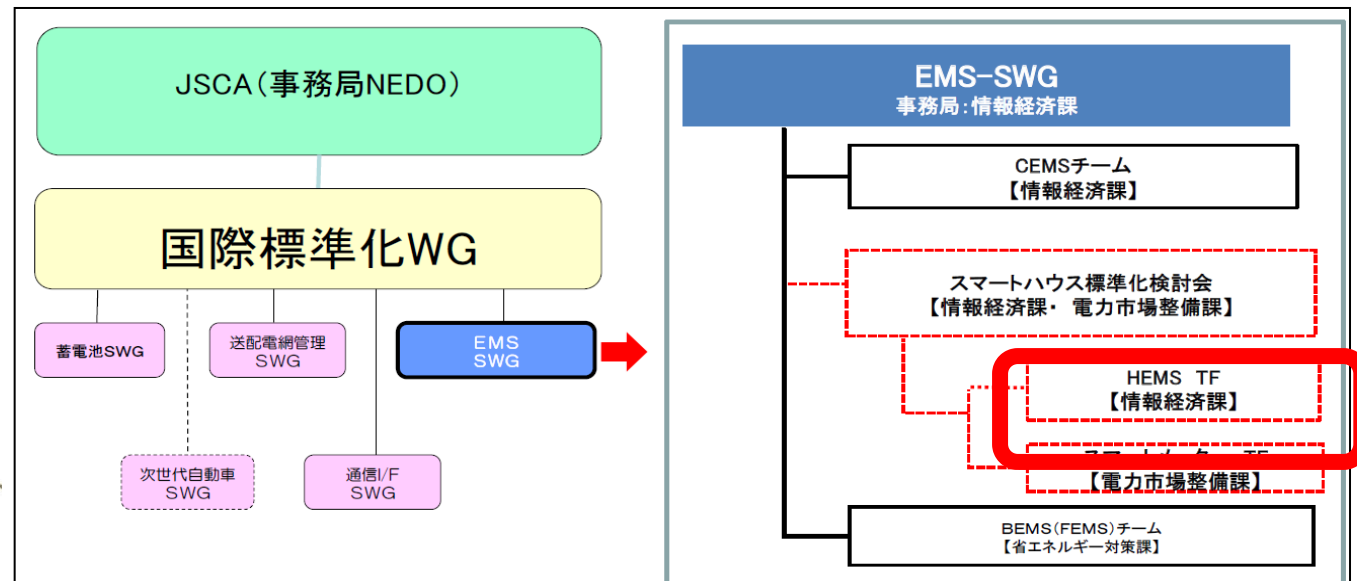 JSCA(事務局NEDO)
国際標準化WG
蓄電池SWG
送配電網管理
SWG
EMS
SWG
次世代自動車
SWG
通信I/F
SWG
EMS-SWG
事務局:情報経済課
CEMSチーム
【情報経済課】
スマートハウス標準化検討会
【情報経済課・ 電力市場整備課】
HEMS TF
【情報経済課】
【電力市場整備課】
BEMS(FEMS)チーム
【省エネルギー対策課】